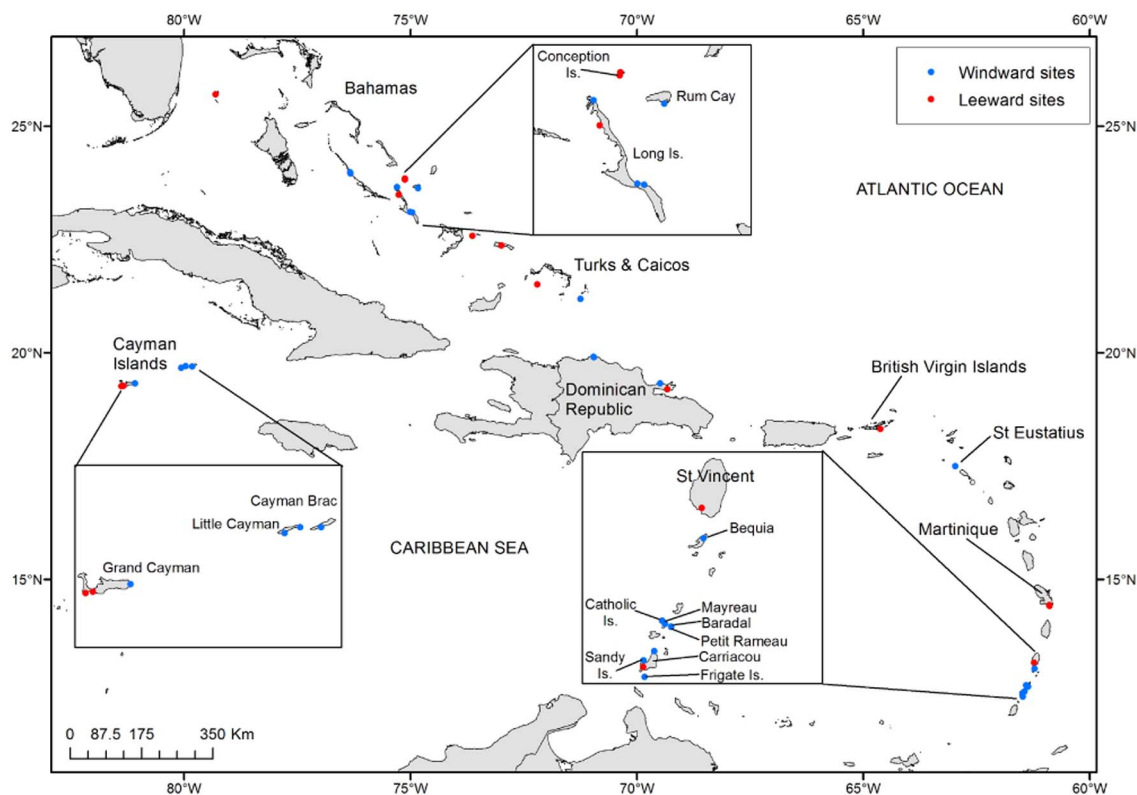 80°W
75°W
70°W
65°W
60°W
Conception
Is.
Rum Cay
Long Is.
Windward sites
Leeward sites
Bahamas
25°N
25°N
ATLANTIC OCEAN
Turks & Caicos
20°N
20°N
Cayman
Islands
Dominican
Republic
British Virgin Islands
St Eustatius
Cayman Brac
Little Cayman
Grand Cayman
CARIBBEAN SEA
St Vincent
Bequia
Martinique
15°N
15°N
Catholic
Is.
Mayreau
Baradal
Petit Rameau
Sandy
Is.
Carriacou
Frigate Is.
0 87.5 175 350 Km
80°W
75°W
70°W
65°W
60°W